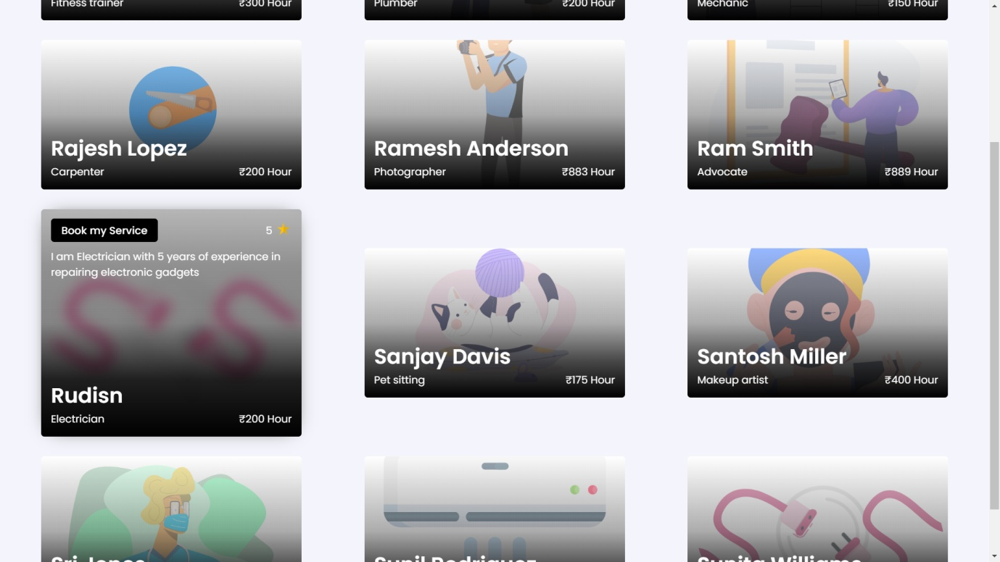 Fitness trainer ₹300 Hour
Plumber ₹200 Hour
Mechanic ₹150 Hour
Rajesh Lopez
Carpenter ₹200 Hour
Ramesh Anderson
Photographer ₹883 Hour
Ram Smith
Advocate ₹889 Hour
Book my Service 5
I am Electrician with 5 years of experience in
repairing electronic gadgets
Rudisn
Electrician ₹200 Hour
Sanjay Davis
Pet sitting ₹175 Hour
Santosh Miller
Makeup artist ₹400 Hour
Sri Jones
Sunil Rodriguez
Sunita Williams